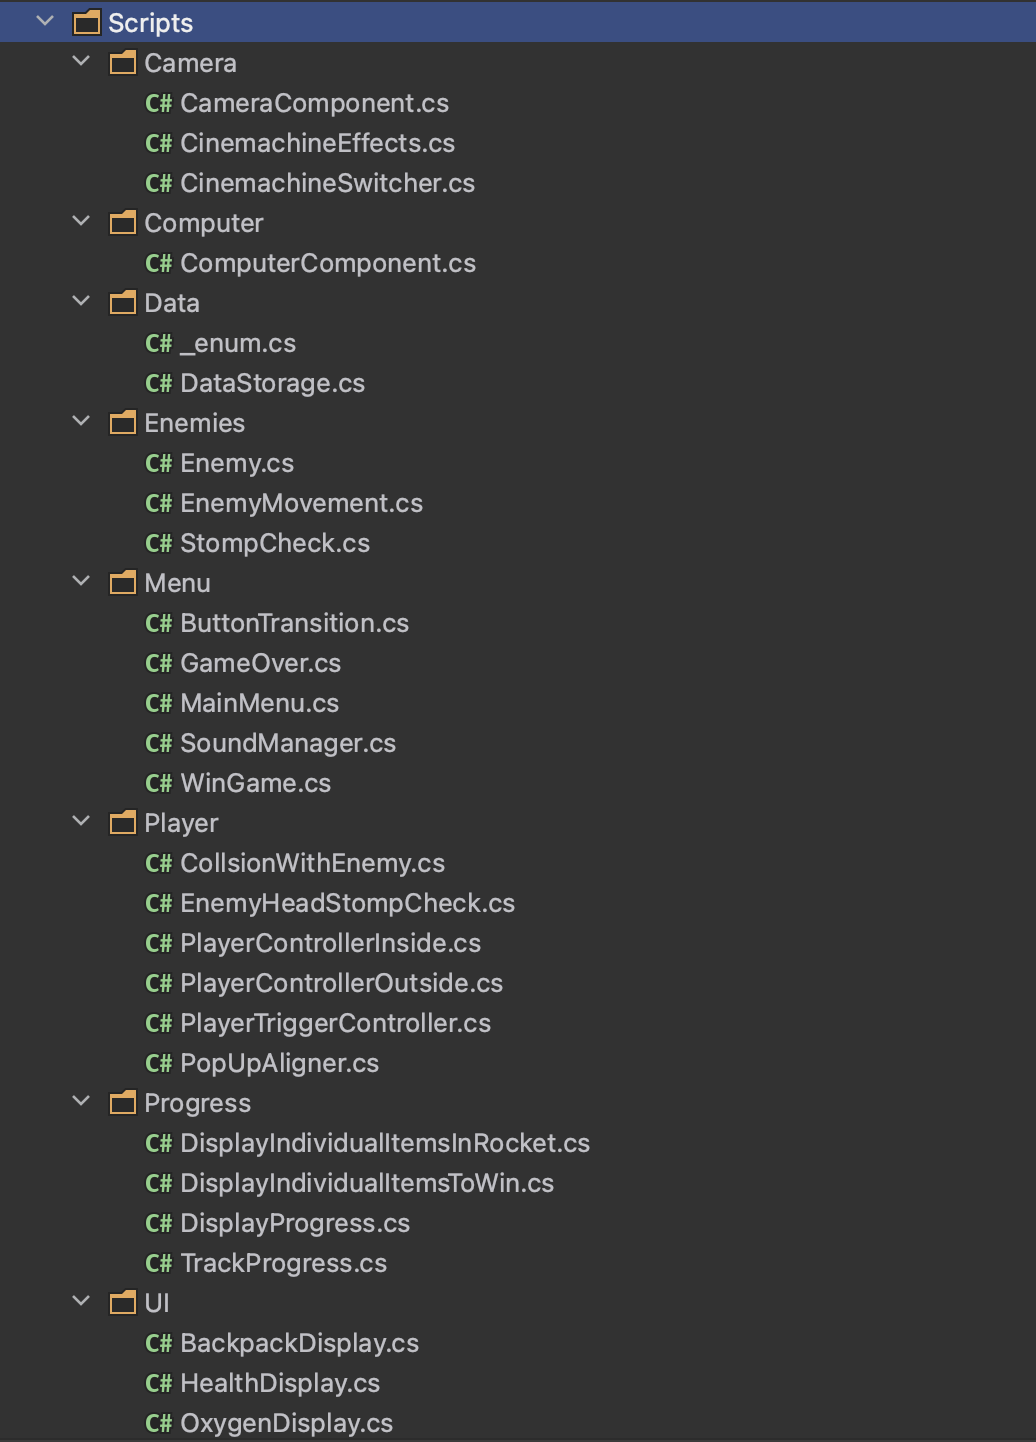 Scripts
Camera
C# CameraComponent.cs
C# CinemachineEffects.cs
C# CinemachineSwitcher.cs
Computer
C# ComputerComponent.cs
Data
C# _enum.cs
C# DataStorage.cs
Enemies
C# Enemy.cs
C# EnemyMovement.cs
C# StompCheck.cs
Menu
C# ButtonTransition.cs
C# GameOver.cs
C# MainMenu.cs
C# SoundManager.cs
C# WinGame.cs
Player
C# CollsionWithEnemy.cs
C# EnemyHeadStompCheck.cs
C# PlayerControllerInside.cs
C# PlayerControllerOutside.cs
C# PlayerTriggerController.cs
C# PopUpAligner.cs
Progress
C# DisplayIndividualItemsInRocket.cs
C# DisplayIndividualItemsToWin.cs
C# DisplayProgress.cs
C# TrackProgress.cs
UI
C# BackpackDisplay.cs
C# HealthDisplay.cs
C# OxygenDisplay.cs